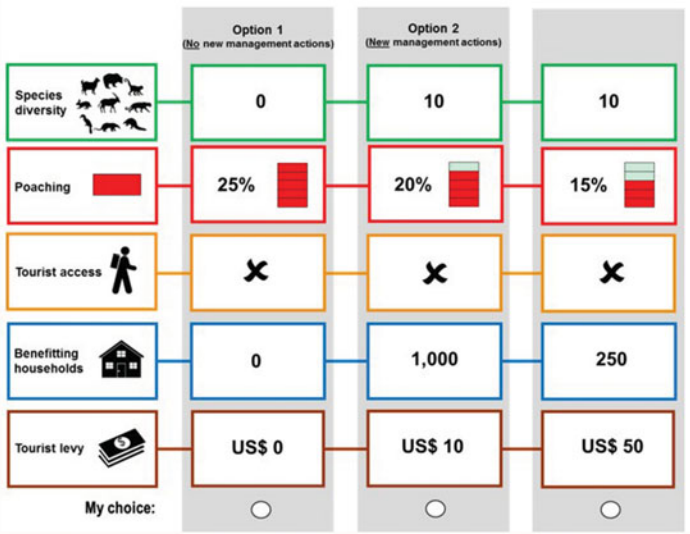 Option 1
(No new management actions)
Option 2
(New management actions)
Species
diversity
0
10
10
Poaching
25%
20%
15%
Tourist access
Benefitting
households
0
1,000
250
Tourist levy
$
US$ 0
US$ 10
US$ 50
My choice: